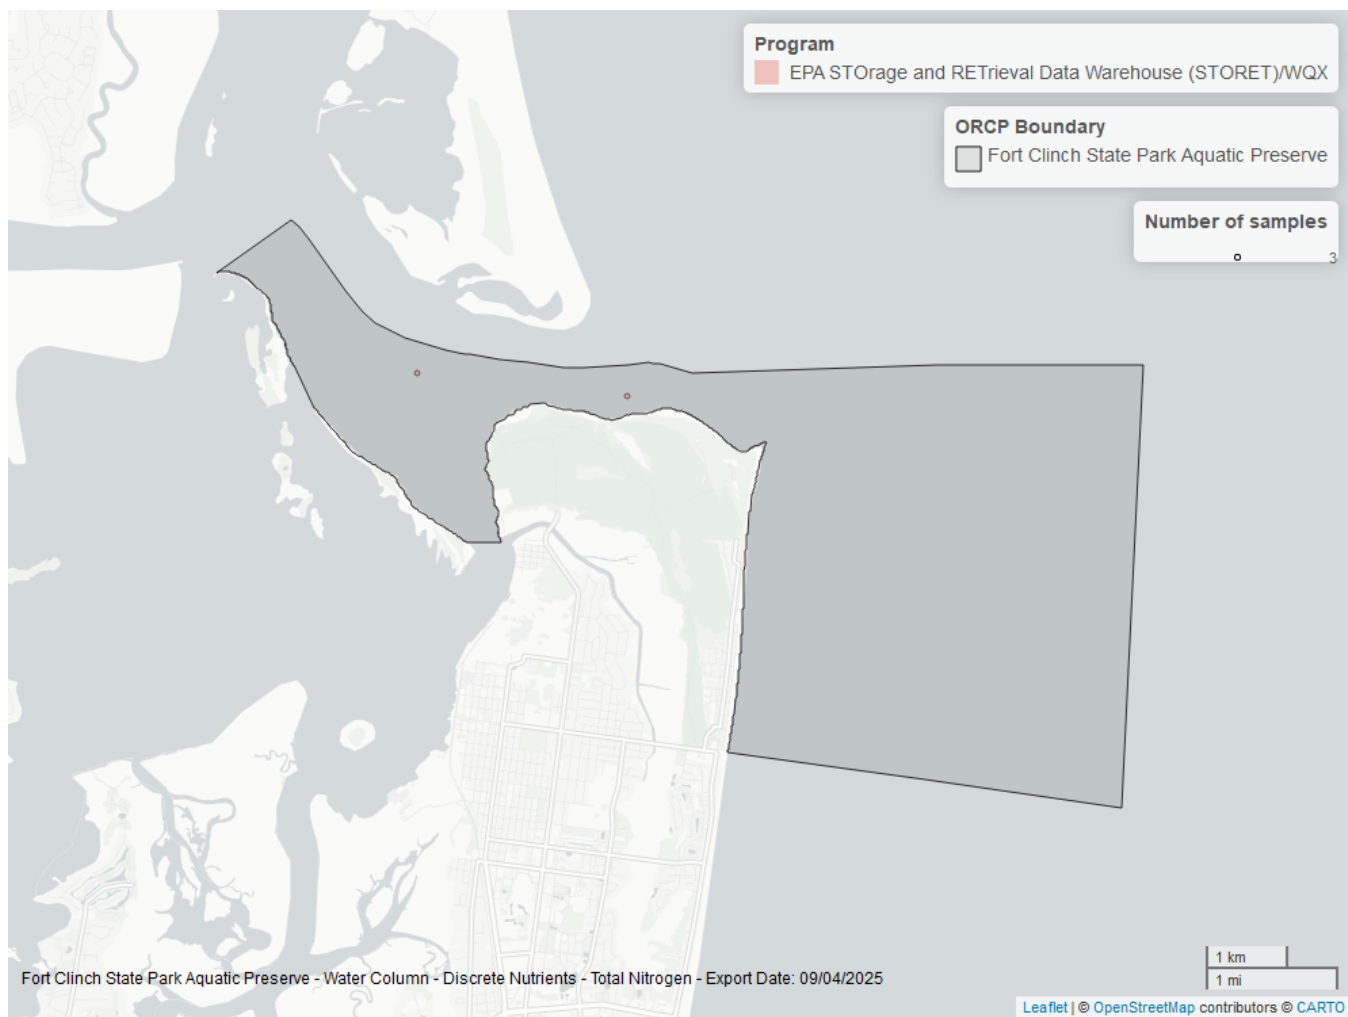 Program
EPA STOrage and RETrieval Data Warehouse (STORET)/WQX
ORCP Boundary
Fort Clinch State Park Aquatic Preserve
Number of samples
3
1 km
1 mi
Fort Clinch State Park Aquatic Preserve - Water Column - Discrete Nutrients - Total Nitrogen - Export Date: 09/04/2025
Leaflet | © OpenStreetMap contributors © CARTO